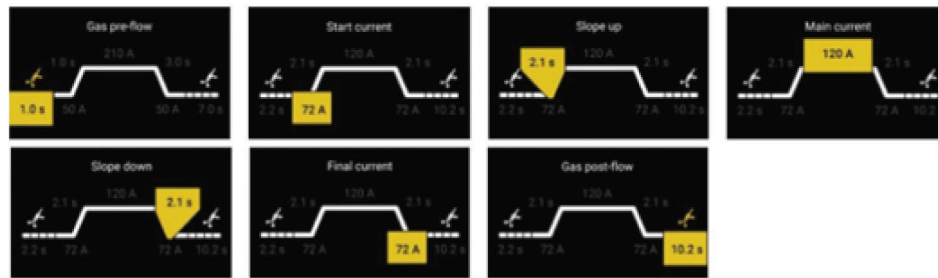 Gas pre-flow
210 A
1.0 s 3.0 s
1.0 s 50 A 50 A 7.0 s
Start current
120 A
2.1 s 2.1 s
2.2 s 72 A 72 A 10.2 s
Slope up
120 A
2.1 s 2.1 s
2.2 s 72 A 72 A 10.2 s
Main current
120 A
2.1 s 2.1 s
2.2 s 72 A 72 A 10.2 s
Slope down
120 A
2.1 s 2.1 s
2.2 s 72 A 72 A 10.2 s
Final current
120 A
2.1 s 2.1 s
2.2 s 72 A 72 A 10.2 s
Gas post-flow
120 A
2.1 s 2.1 s
2.2 s 72 A 72 A 10.2 s